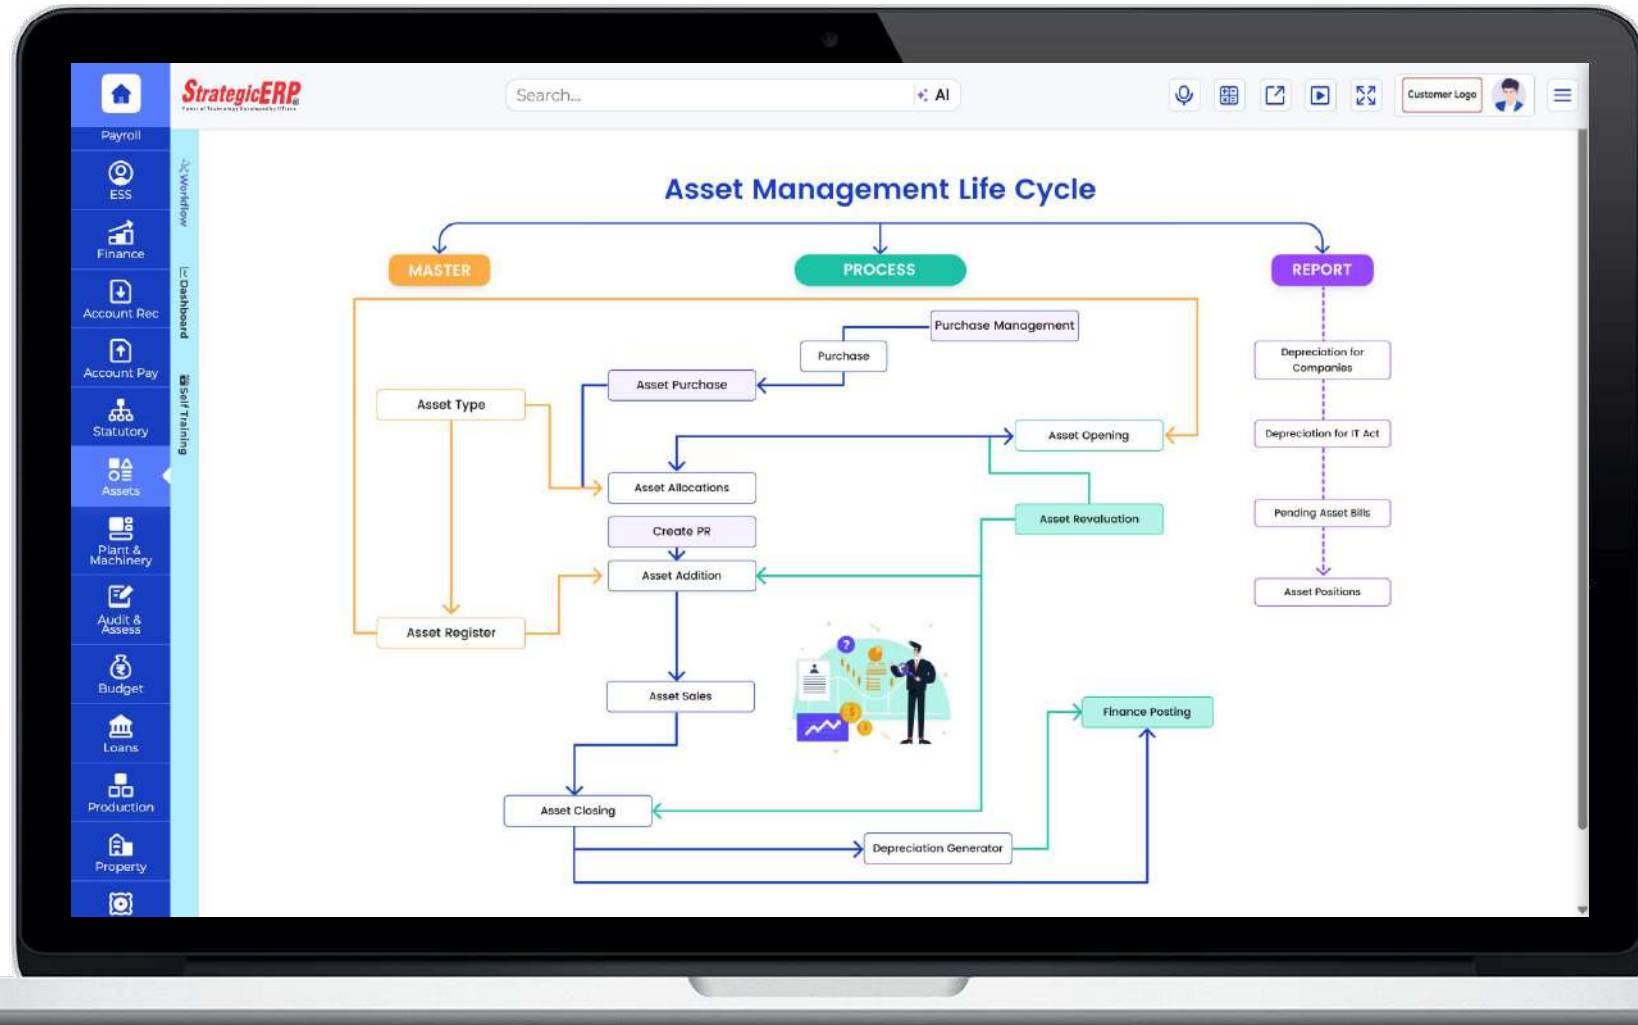 StrategicERP
Search...
AI
Customer Logo
Payroll
ESS
Finance
Account Rec
Account Pay
Statutory
Assets
Plant &
Machinery
Audit &
Assess
Budget
Loans
Production
Property
Workflow
Dashboard
Self Training
Asset Management Life Cycle
MASTER
PROCESS
REPORT
Purchase Management
Purchase
Asset Purchase
Asset Type
Asset Opening
Asset Allocations
Create PR
Asset Revaluation
Asset Addition
Asset Register
Asset Sales
Finance Posting
Asset Closing
Depreciation Generator
Depreciation for
Companies
Depreciation for IT Act
Pending Asset Bills
Asset Positions